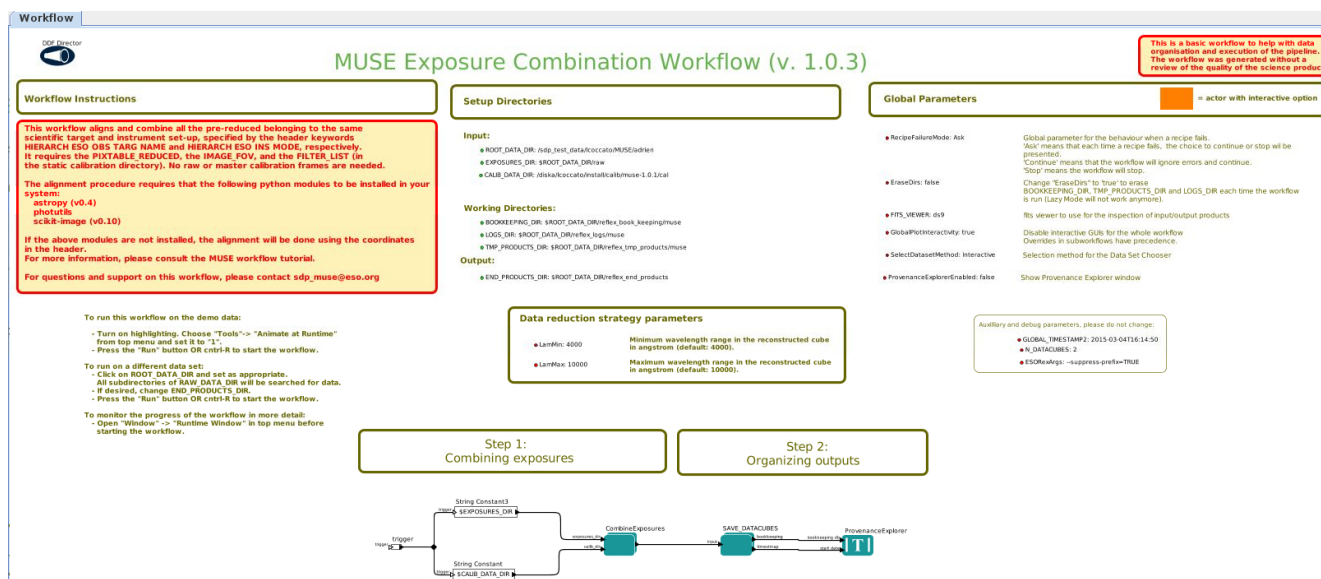 Workflow
DDF Director
MUSE Exposure Combination Workflow (v. 1.0.3)
This is a basic workflow to help with data
organisation and execution of the pipeline.
The workflow was generated without a
review of the quality of the science produc
Workflow Instructions
This workflow aligns and combine all the pre-reduced belonging to the same
scientific target and instrument set-up, specified by the header keywords
HIERARCH ESO OBS TARG NAME and HIERARCH ESO INS MODE, respectively.
It requires the PIXTABLE_REDUCED, the IMAGE_FOV, and the FILTER_LIST (in
the static calibration directory). No raw or master calibration frames are needed.
The alignment procedure requires that the following python modules to be installed in your
system:
astropy (v0.4)
photutils
scikit-image (v0.10)
If the above modules are not installed, the alignment will be done using the coordinates
in the header.
For more information, please consult the MUSE workflow tutorial.
For questions and support on this workflow, please contact sdp_muse@eso.org
To run this workflow on the demo data:
- Turn on highlighting. Choose "Tools"-> "Animate at Runtime"
from top menu and set it to "1".
- Press the "Run" button OR cntrl-R to start the workflow.
To run on a different data set:
- Click on ROOT_DATA_DIR and set as appropriate.
All subdirectories of RAW_DATA_DIR will be searched for data.
- If desired, change END_PRODUCTS_DIR.
- Press the "Run" button OR cntrl-R to start the workflow.
To monitor the progress of the workflow in more detail:
- Open "Window" -> "Runtime Window" in top menu before
starting the workflow.
Setup Directories
Input:
ROOT_DATA_DIR: /sdp_test_data/lcoccato/MUSE/adrien
EXPOSURES_DIR: $ROOT_DATA_DIR/raw
CALIB_DATA_DIR: /diska/lcoccato/install/calib/muse-1.0.1/cal
Working Directories:
BOOKKEEPING_DIR: $ROOT_DATA_DIR/reflex_book_keeping/muse
LOGS_DIR: $ROOT_DATA_DIR/reflex_logs/muse
TMP_PRODUCTS_DIR: $ROOT_DATA_DIR/reflex_tmp_products/muse
Output:
END_PRODUCTS_DIR: $ROOT_DATA_DIR/reflex_end_products
Data reduction strategy parameters
LamMin: 4000
Minimum wavelength range in the reconstructed cube
in angstrom (default: 4000).
LamMax: 10000
Maximum wavelength range in the reconstructed cube
in angstrom (default: 10000).
Global Parameters
= actor with interactive option
RecipeFailureMode: Ask
Global parameter for the behaviour when a recipe fails.
'Ask' means that each time a recipe fails, the choice to continue or stop wil be
presented.
'Continue' means that the workflow will ignore errors and continue.
'Stop' means the workflow will stop.
EraseDirs: false
Change "EraseDirs" to 'true' to erase
BOOKKEEPING_DIR, TMP_PRODUCTS_DIR and LOGS_DIR each time the workflow
is run (Lazy Mode will not work anymore).
FITS_VIEWER: ds9
fits viewer to use for the inspection of input/output products
GlobalPlotInteractivity: true
Disable interactive GUIs for the whole workflow
Overrides in subworkflows have precedence.
SelectDatasetMethod: Interactive
Selection method for the Data Set Chooser
ProvenanceExplorerEnabled: false
Show Provenance Explorer window
Auxiliary and debug parameters, please do not change:
GLOBAL_TIMESTAMP2: 2015-03-04T16:14:50
N_DATACUBES: 2
ESORexArgs: --suppress-prefix=TRUE
Step 1:
Combining exposures
Step 2:
Organizing outputs
trigger
trigger
String Constant3
trigger
$EXPOSURES_DIR
String Constant
trigger
$CALIB_DATA_DIR
CombineExposures
exposures_dir
calib_dir
SAVE_DATACUBES
input
bookkeeping
timestmap
ProvenanceExplorer
bookkeeping db
start date
T